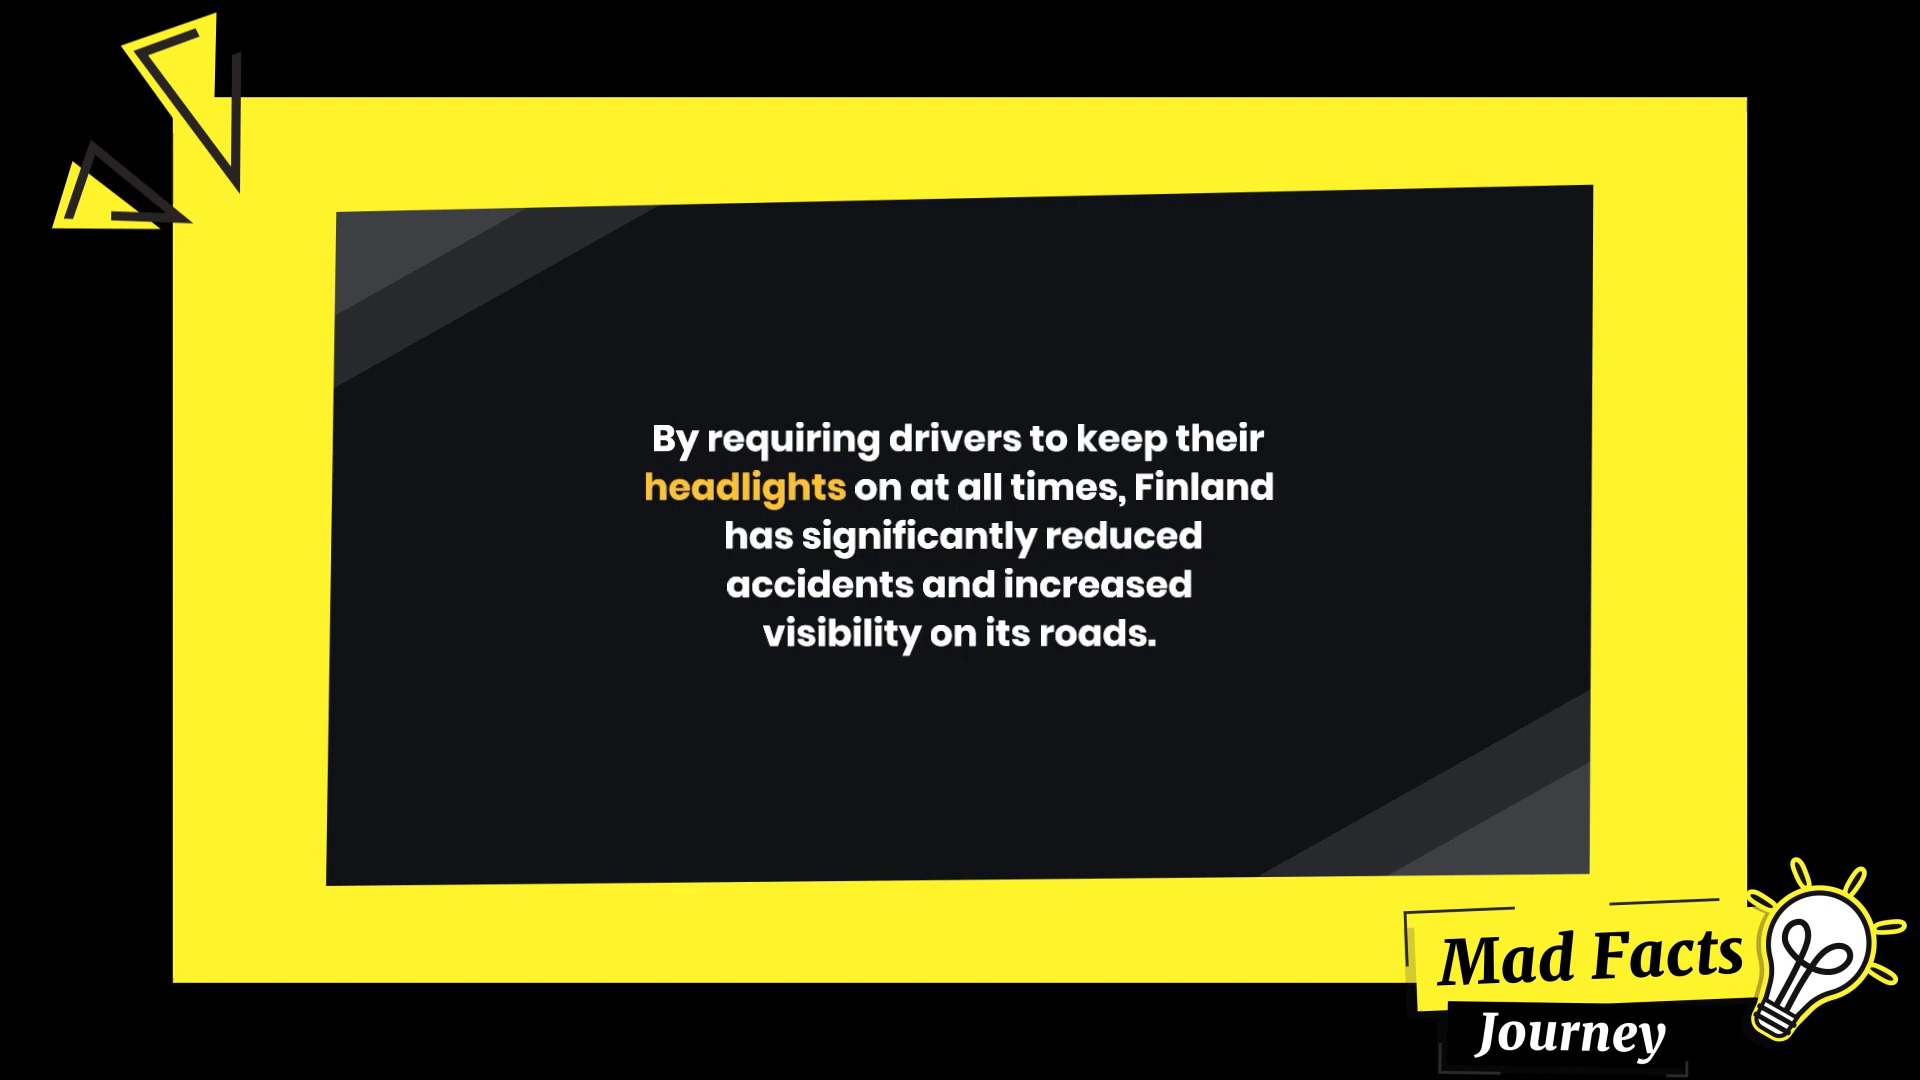 By requiring drivers to keep their
headlights on at all times, Finland
has significantly reduced
accidents and increased
visibility on its roads.
Mad Facts
Journey